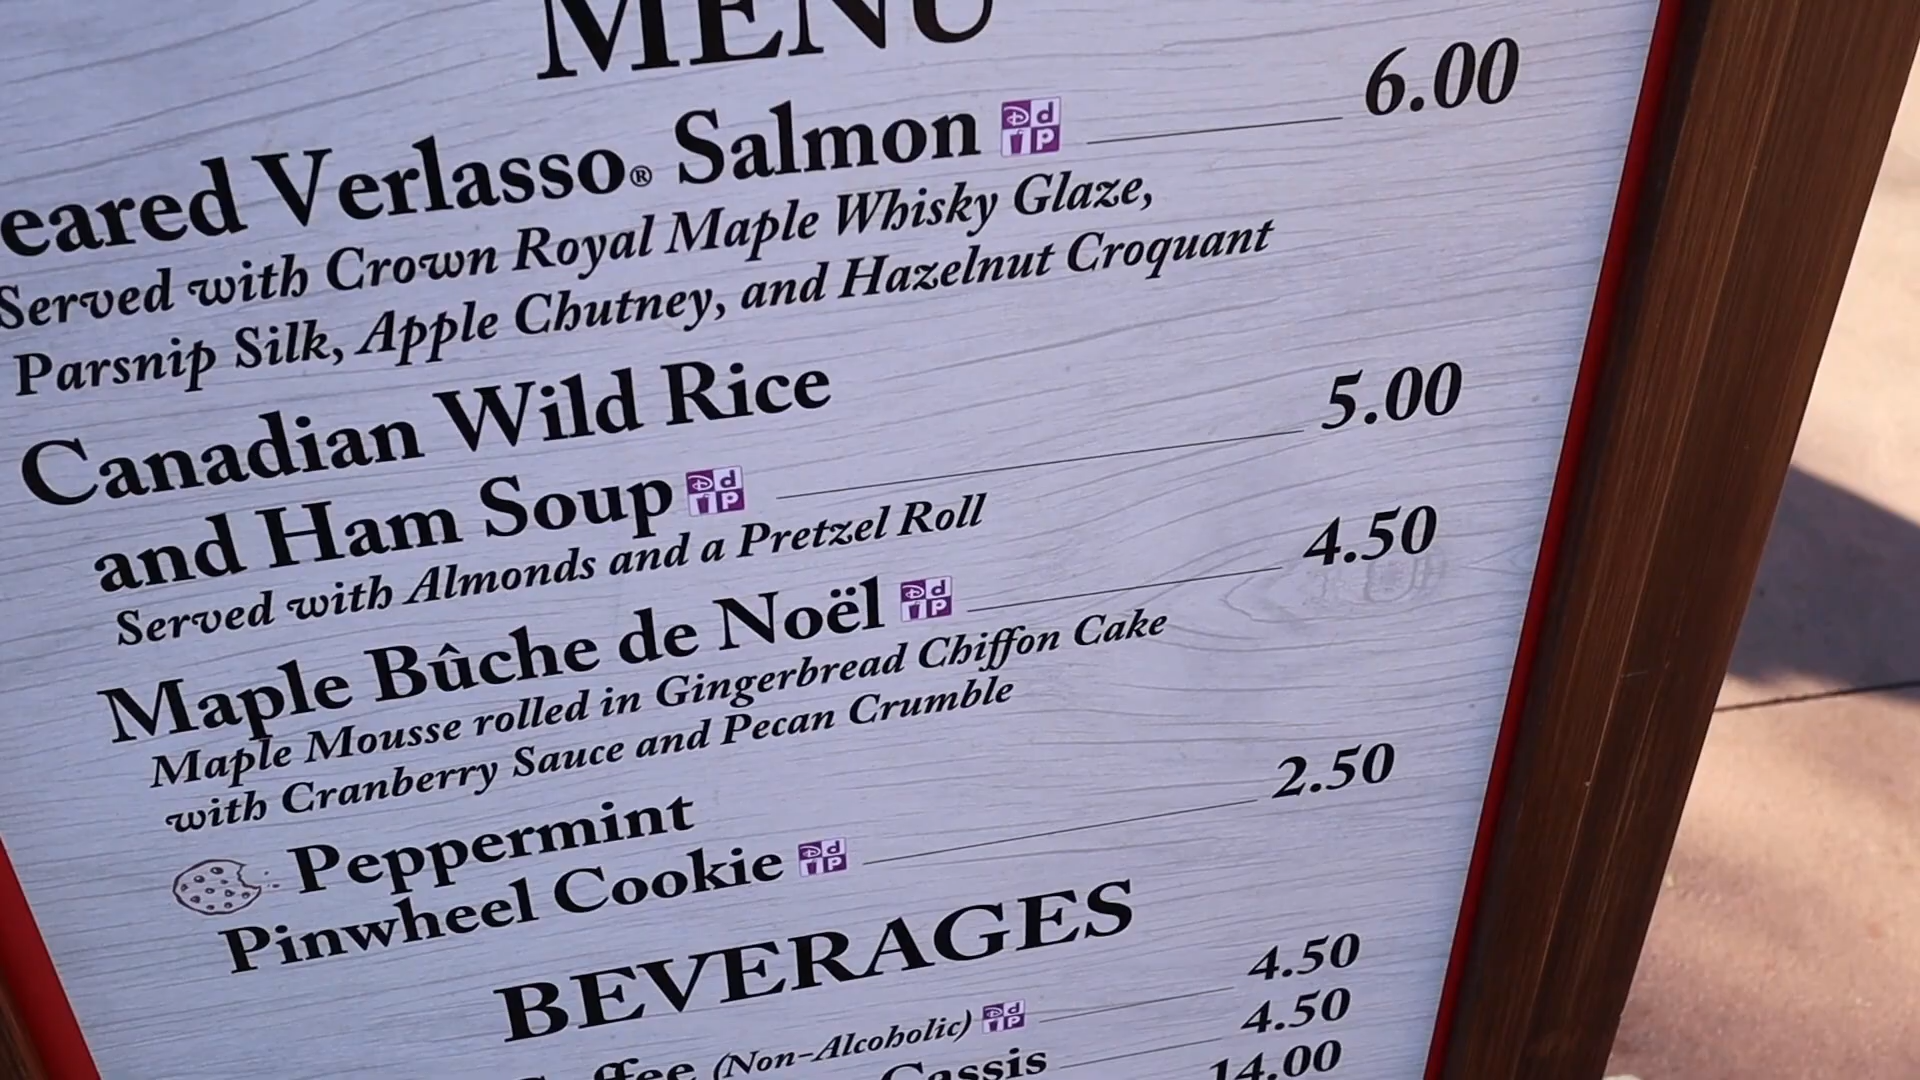 MENU
eared Verlasso® Salmon 6.00
Served with Crown Royal Maple Whisky Glaze,
Parsnip Silk, Apple Chutney, and Hazelnut Croquant
Canadian Wild Rice
and Ham Soup 5.00
Served with Almonds and a Pretzel Roll
Maple Bûche de Noël 4.50
Maple Mousse rolled in Gingerbread Chiffon Cake
with Cranberry Sauce and Pecan Crumble
Peppermint
Pinwheel Cookie 2.50
BEVERAGES
Coffee (Non-Alcoholic) 4.50
Cassis 4.50
14.00